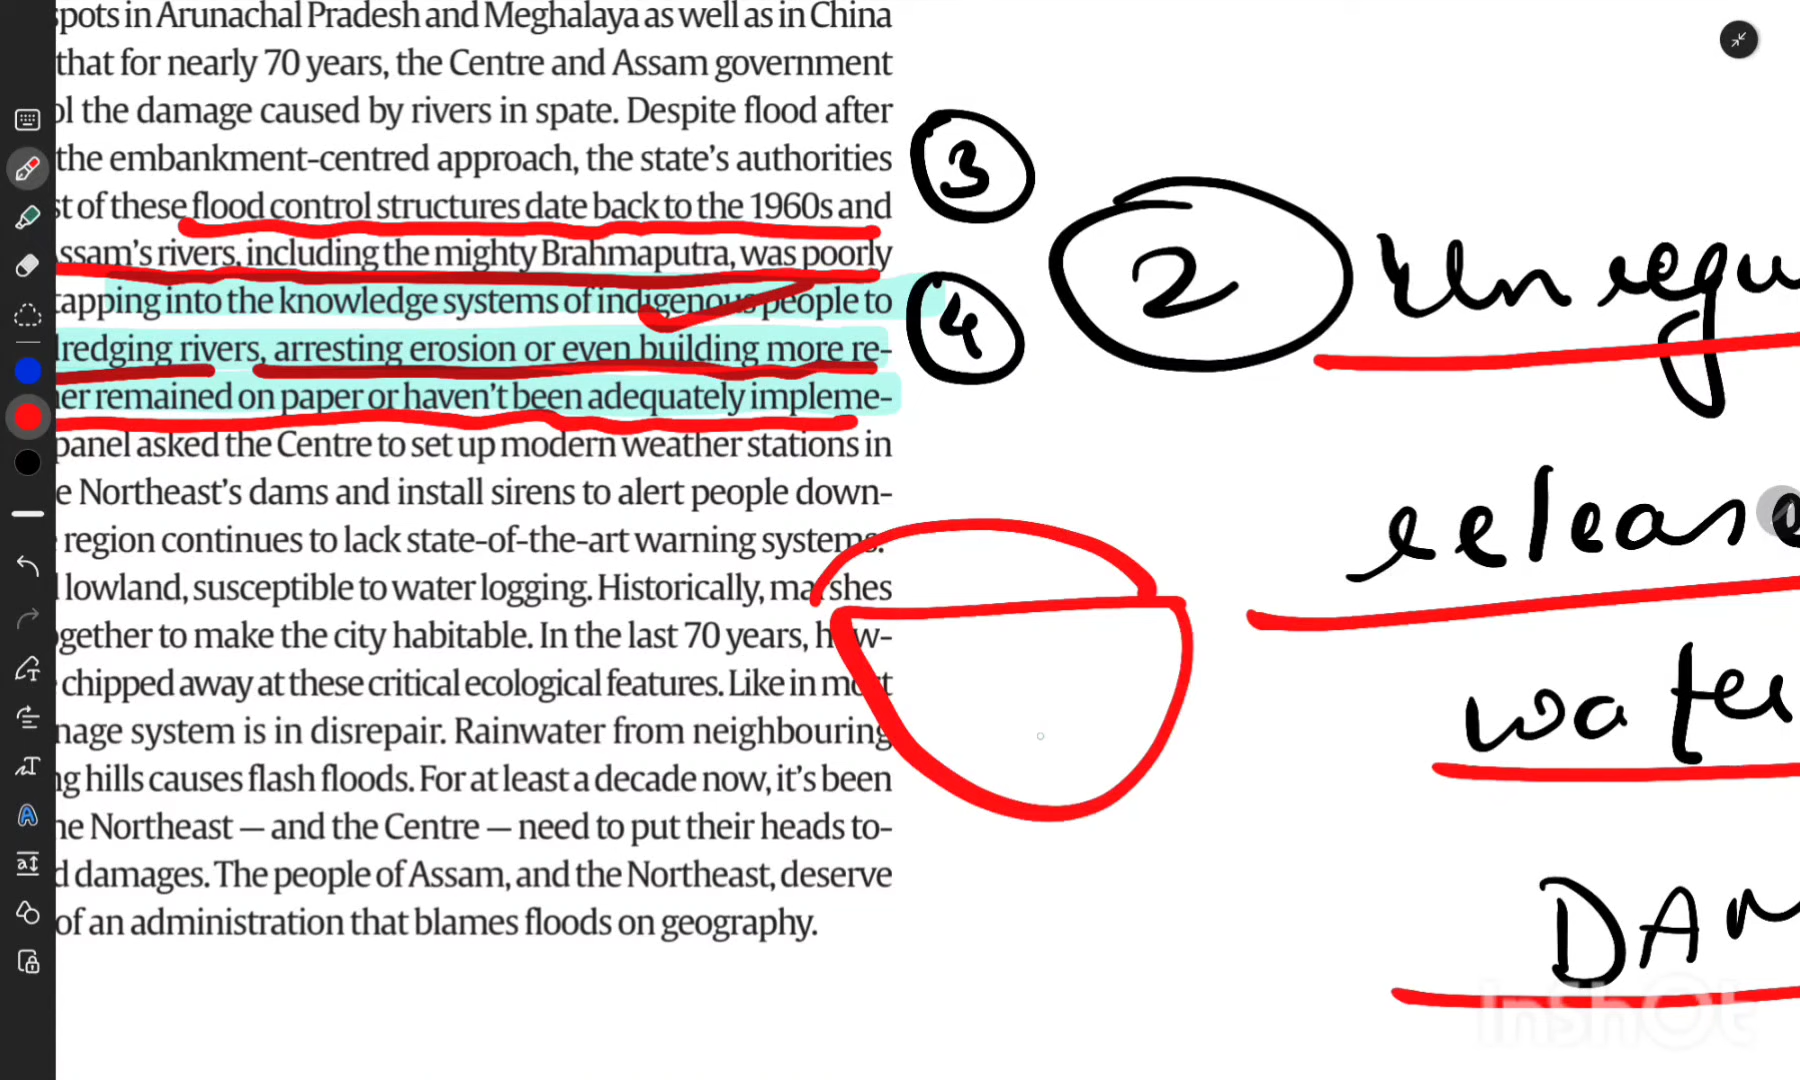 spots in Arunachal Pradesh and Meghalaya as well as in China
that for nearly 70 years, the Centre and Assam government
ol the damage caused by rivers in spate. Despite flood after
the embankment-centred approach, the state's authorities
st of these flood control structures date back to the 1960s and
ssam's rivers, including the mighty Brahmaputra, was poorly
tapping into the knowledge systems of indigenous people to
dredging rivers, arresting erosion or even building more re-
er remained on paper or haven't been adequately impleme-
panel asked the Centre to set up modern weather stations in
e Northeast's dams and install sirens to alert people down-
region continues to lack state-of-the-art warning systems.
lowland, susceptible to water logging. Historically, marshes
ogether to make the city habitable. In the last 70 years, how-
chipped away at these critical ecological features. Like in most
nage system is in disrepair. Rainwater from neighbouring
ng hills causes flash floods. For at least a decade now, it's been
he Northeast — and the Centre — need to put their heads to-
d damages. The people of Assam, and the Northeast, deserve
of an administration that blames floods on geography.
3
4
2 Unregu
release
water
DAM
InShOt